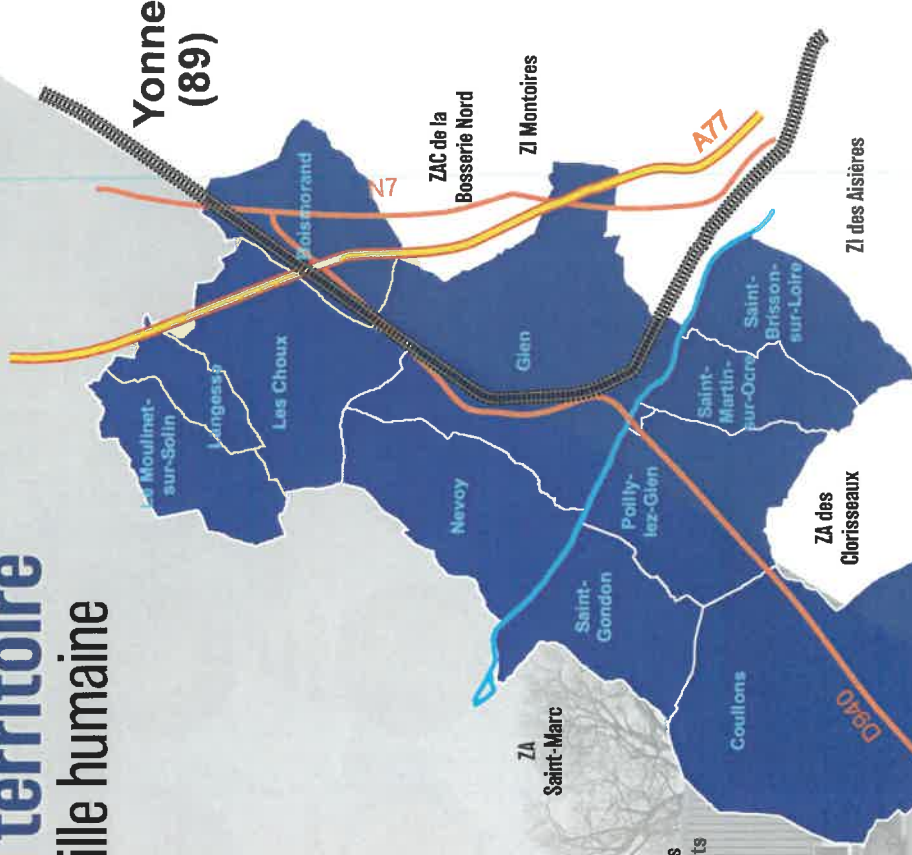 territoire
ille humaine
Yonne
(89)
Boismorand
N7
ZAC de la
Bosserie Nord
ZI Montoires
A77
ZI des Aisières
Le Moulinet-
sur-Solin
Langesse
Les Choux
Gien
Saint-
Brisson-
sur-Loire
Saint-
Martin-
sur-Ocre
Nevoy
Poilly-
lez-Gien
ZA des
Clorisseaux
Saint-
Gondon
ZA
Saint-Marc
Coullons
D940
s
ts